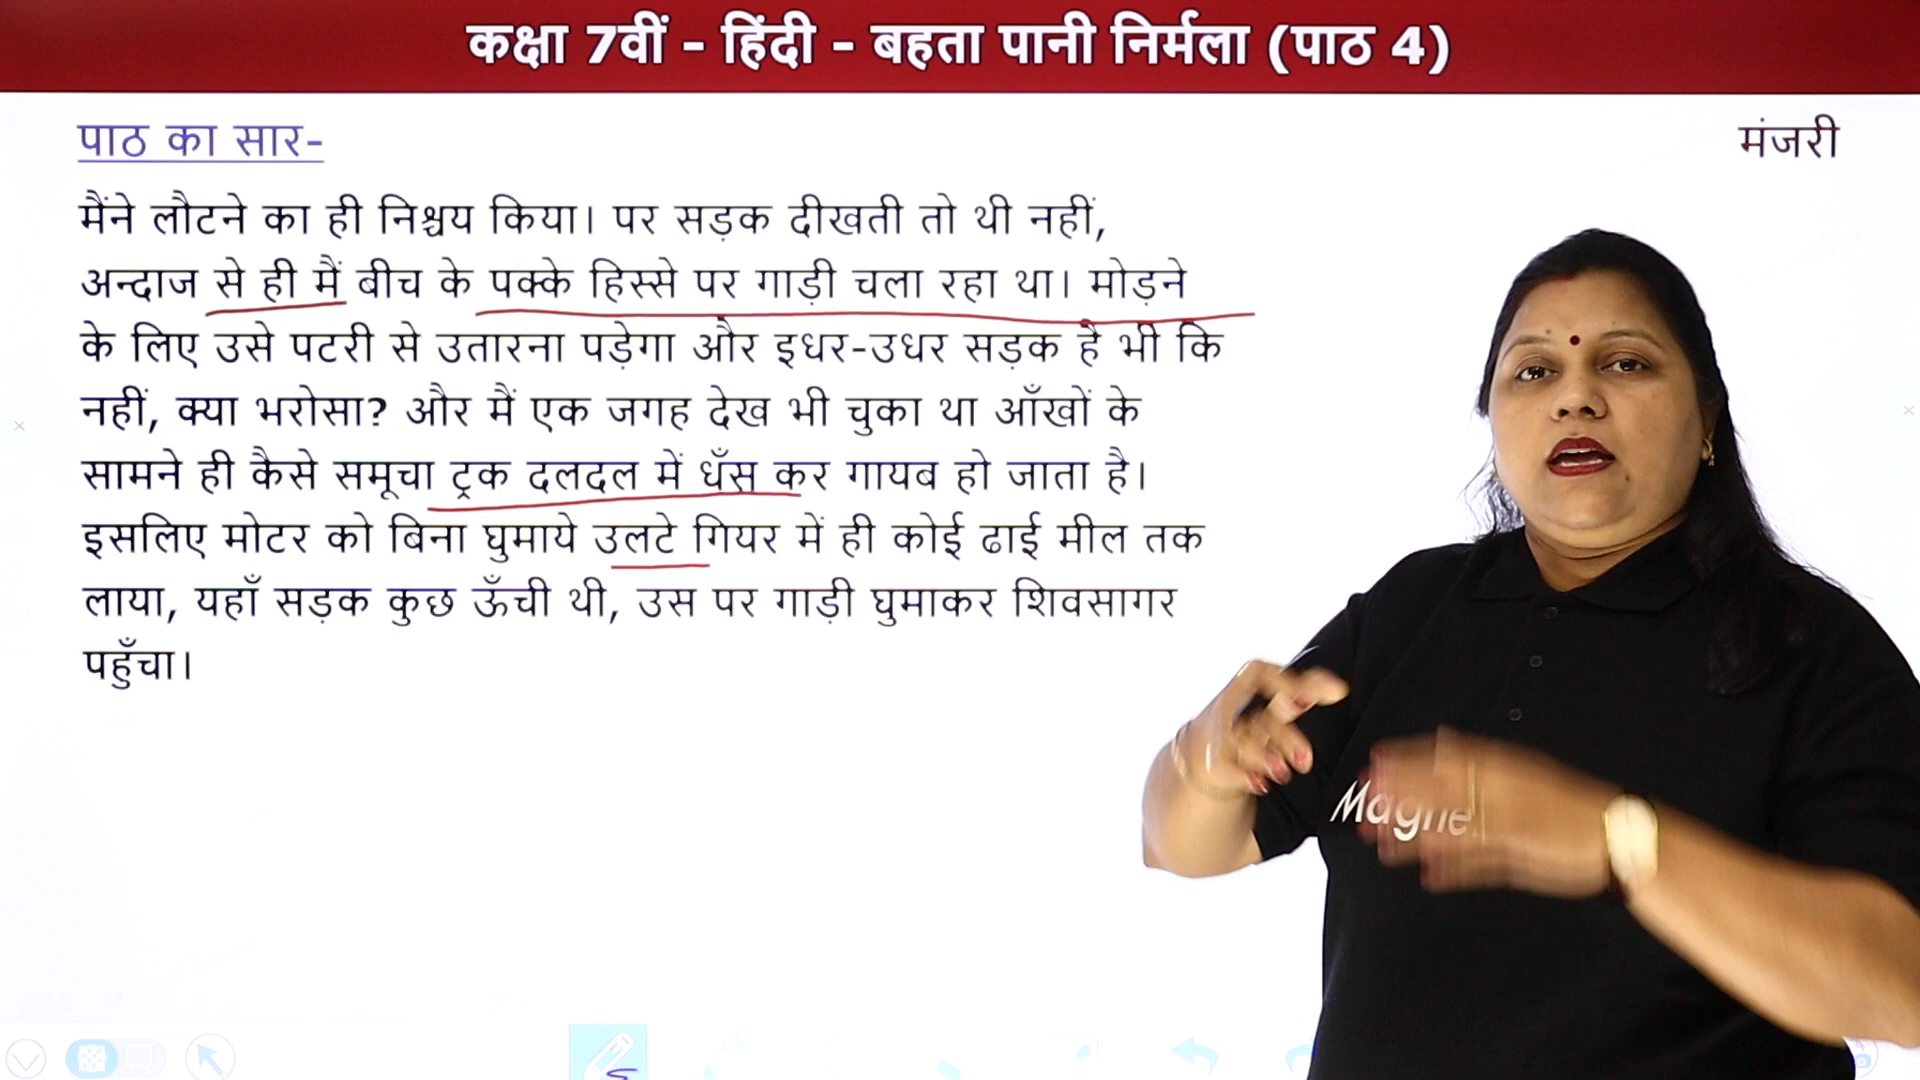 कक्षा 7वीं - हिंदी - बहता पानी निर्मला (पाठ 4)
पाठ का सार-
मंजरी
मैंने लौटने का ही निश्चय किया। पर सड़क दीखती तो थी नहीं,
अन्दाज से ही मैं बीच के पक्के हिस्से पर गाड़ी चला रहा था। मोड़ने
के लिए उसे पटरी से उतारना पड़ेगा और इधर-उधर सड़क है भी कि
नहीं, क्या भरोसा? और मैं एक जगह देख भी चुका था आँखों के
सामने ही कैसे समूचा ट्रक दलदल में धँस कर गायब हो जाता है।
इसलिए मोटर को बिना घुमाये उलटे गियर में ही कोई ढाई मील तक
लाया, यहाँ सड़क कुछ ऊँची थी, उस पर गाड़ी घुमाकर शिवसागर
पहुँचा।